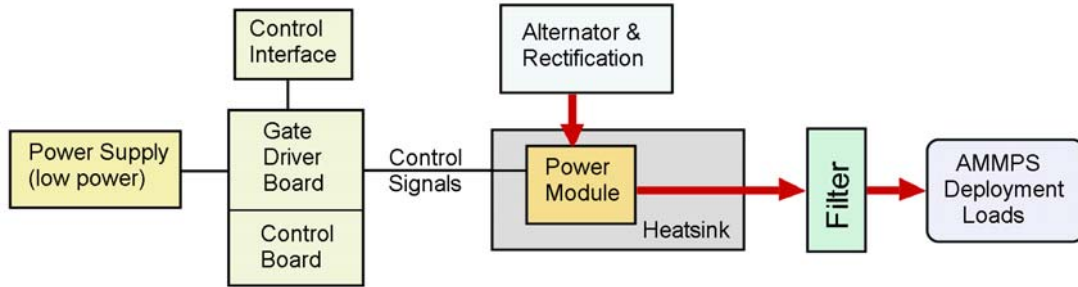 Control
Interface
Alternator &
Rectification
Power Supply
(low power)
Gate
Driver
Board
Control
Signals
Power
Module
Heatsink
Filter
AMMPS
Deployment
Loads
Control
Board